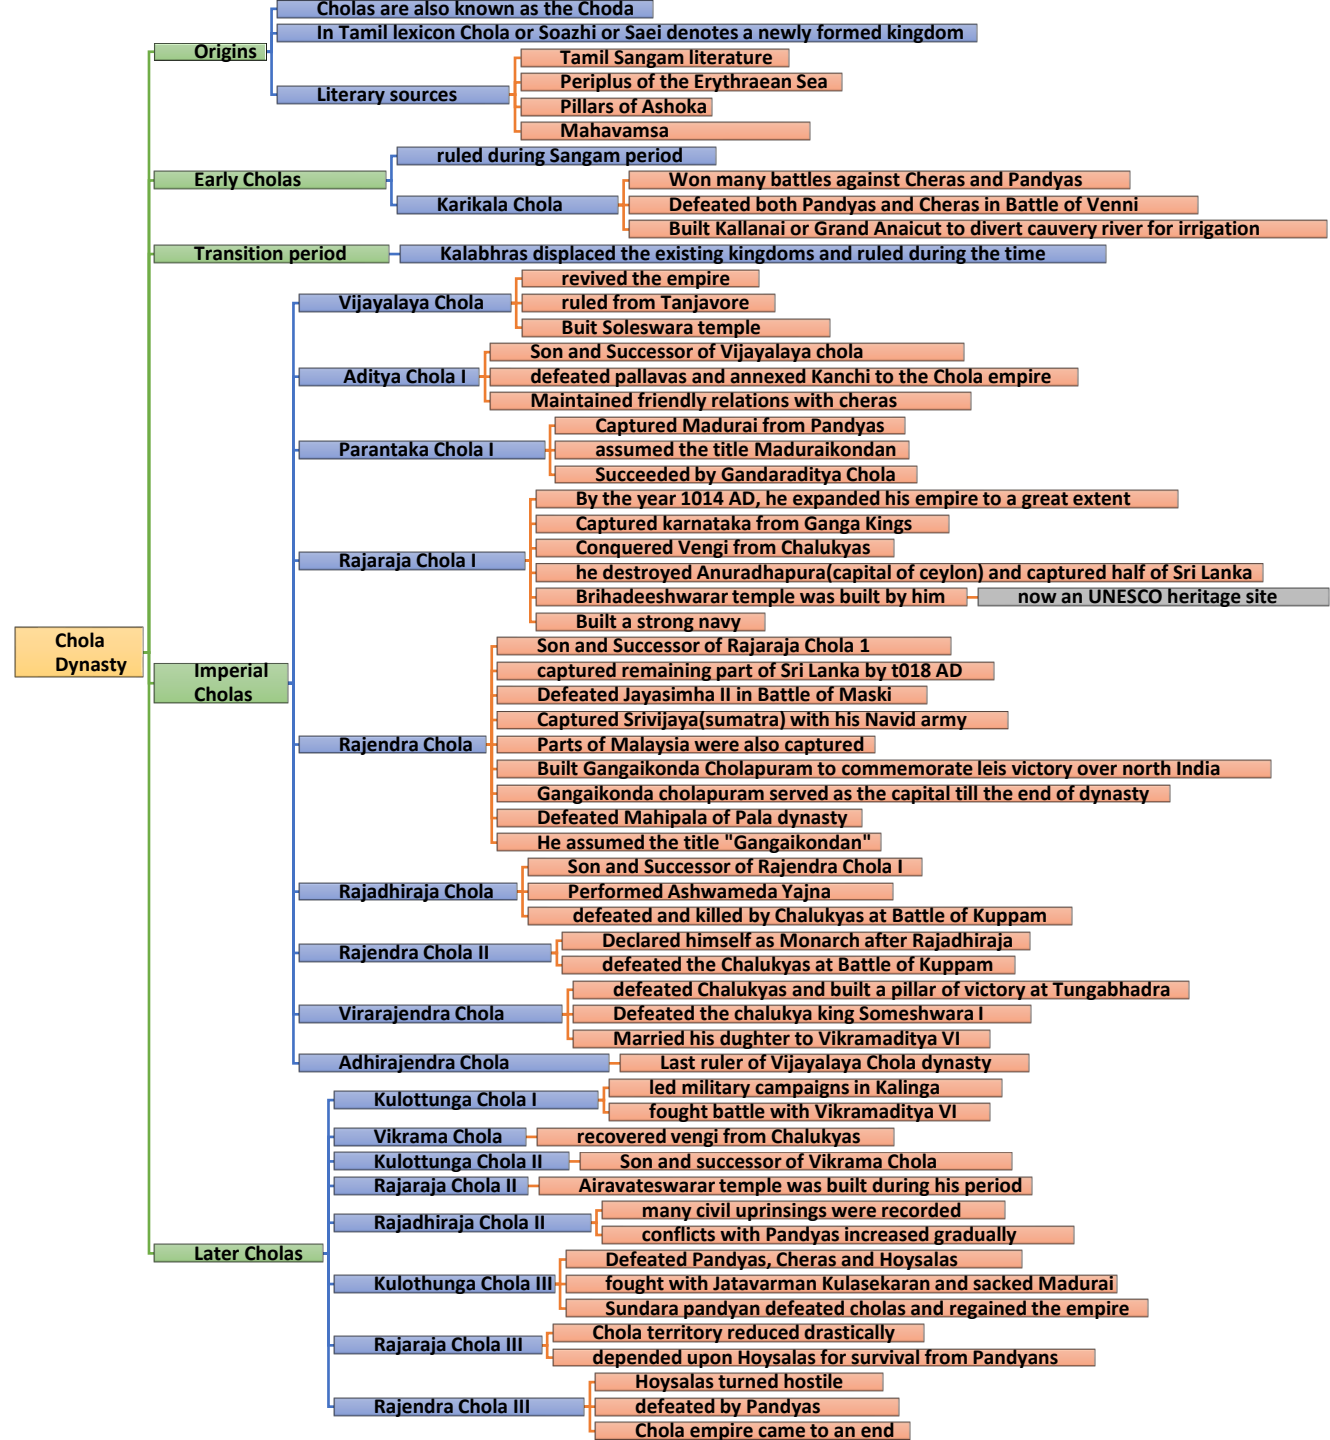 Cholas are also known as the Choda
In Tamil lexicon Chola or Soazhi or Saei denotes a newly formed kingdom
Origins
Tamil Sangam literature
Periplus of the Erythraean Sea
Literary sources
Pillars of Ashoka
Mahavamsa
ruled during Sangam period
Early Cholas
Won many battles against Cheras and Pandyas
Karikala Chola
Defeated both Pandyas and Cheras in Battle of Venni
Built Kallanai or Grand Anaicut to divert cauvery river for irrigation
Transition period
Kalabhras displaced the existing kingdoms and ruled during the time
revived the empire
Vijayalaya Chola
ruled from Tanjavore
Buit Soleswara temple
Son and Successor of Vijayalaya chola
Aditya Chola I
defeated pallavas and annexed Kanchi to the Chola empire
Maintained friendly relations with cheras
Captured Madurai from Pandyas
Parantaka Chola I
assumed the title Maduraikondan
Succeeded by Gandaraditya Chola
By the year 1014 AD, he expanded his empire to a great extent
Captured karnataka from Ganga Kings
Conquered Vengi from Chalukyas
Rajaraja Chola I
he destroyed Anuradhapura(capital of ceylon) and captured half of Sri Lanka
Brihadeeshwarar temple was built by him
now an UNESCO heritage site
Built a strong navy
Chola
Dynasty
Imperial
Cholas
Son and Successor of Rajaraja Chola 1
captured remaining part of Sri Lanka by t018 AD
Defeated Jayasimha II in Battle of Maski
Captured Srivijaya(sumatra) with his Navid army
Rajendra Chola
Parts of Malaysia were also captured
Built Gangaikonda Cholapuram to commemorate leis victory over north India
Gangaikonda cholapuram served as the capital till the end of dynasty
Defeated Mahipala of Pala dynasty
He assumed the title "Gangaikondan"
Son and Successor of Rajendra Chola I
Rajadhiraja Chola
Performed Ashwameda Yajna
defeated and killed by Chalukyas at Battle of Kuppam
Declared himself as Monarch after Rajadhiraja
Rajendra Chola II
defeated the Chalukyas at Battle of Kuppam
defeated Chalukyas and built a pillar of victory at Tungabhadra
Virarajendra Chola
Defeated the chalukya king Someshwara I
Married his dughter to Vikramaditya VI
Adhirajendra Chola
Last ruler of Vijayalaya Chola dynasty
led military campaigns in Kalinga
Kulottunga Chola I
fought battle with Vikramaditya VI
Vikrama Chola
recovered vengi from Chalukyas
Kulottunga Chola II
Son and successor of Vikrama Chola
Rajaraja Chola II
Airavateswarar temple was built during his period
many civil uprinsings were recorded
Rajadhiraja Chola II
conflicts with Pandyas increased gradually
Later Cholas
Defeated Pandyas, Cheras and Hoysalas
Kulothunga Chola III
fought with Jatavarman Kulasekaran and sacked Madurai
Sundara pandyan defeated cholas and regained the empire
Chola territory reduced drastically
Rajaraja Chola III
depended upon Hoysalas for survival from Pandyans
Hoysalas turned hostile
Rajendra Chola III
defeated by Pandyas
Chola empire came to an end